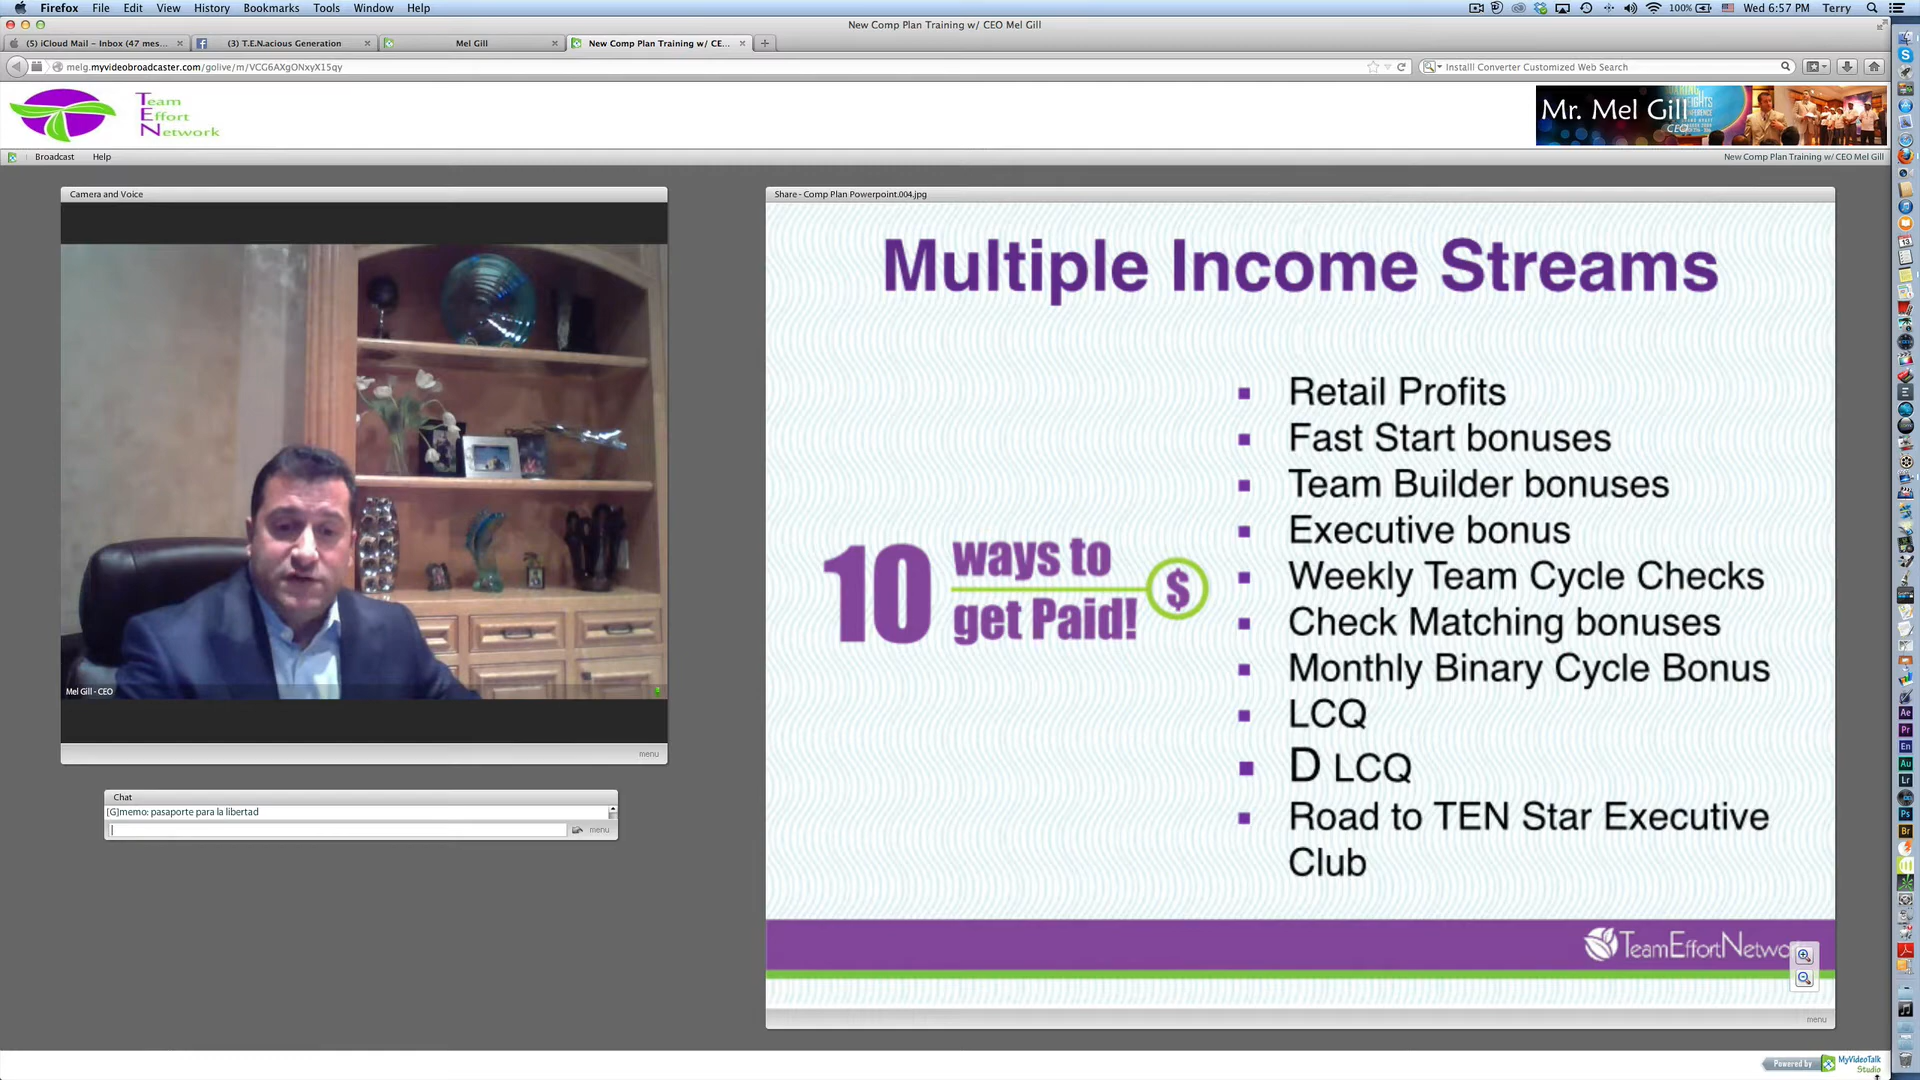 Firefox File Edit View History Bookmarks Tools Window Help
100% Wed 6:57 PM Terry
New Comp Plan Training w/ CEO Mel Gill
(5) iCloud Mail – Inbox (47 mes...
(3) T.E.N.acious Generation
Mel Gill
New Comp Plan Training w/ CE...
melg.myvideobroadcaster.com/golive/m/VCG6AXgONxyX15qy
Installl Converter Customized Web Search
Team
Effort
Network
Mr. Mel Gill
CEO
Broadcast Help
New Comp Plan Training w/ CEO Mel Gill
Camera and Voice
Mel Gill - CEO
menu
Chat
[G]memo: pasaporte para la libertad
menu
Share - Comp Plan Powerpoint.004.jpg
Multiple Income Streams
10 ways to
get Paid!
$
Retail Profits
Fast Start bonuses
Team Builder bonuses
Executive bonus
Weekly Team Cycle Checks
Check Matching bonuses
Monthly Binary Cycle Bonus
LCQ
D LCQ
Road to TEN Star Executive
Club
TeamEffortNetwo
menu
Powered by
MyVideoTalk
Studio